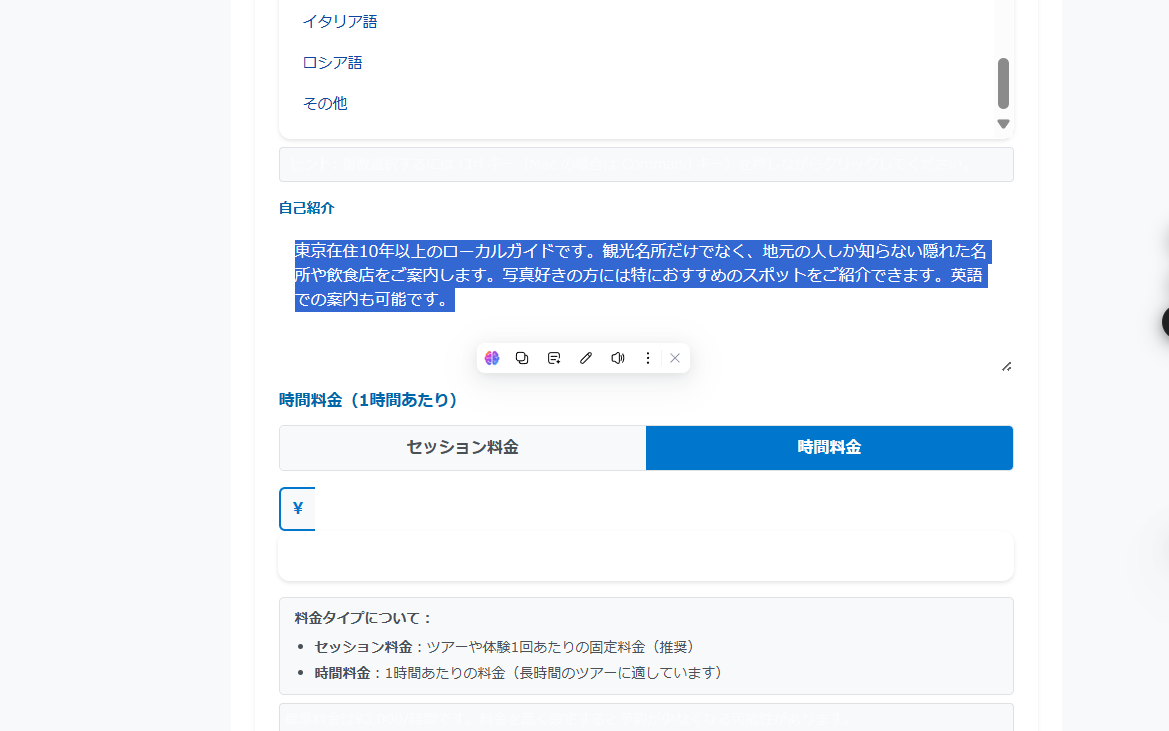 イタリア語
ロシア語
その他
自己紹介
東京在住10年以上のローカルガイドです。観光名所だけでなく、地元の人しか知らない隠れた名
所や飲食店をご案内します。写真好きの方には特におすすめのスポットをご紹介できます。英語
での案内も可能です。
時間料金（1時間あたり）
セッション料金
時間料金
¥
料金タイプについて：
• セッション料金：ツアーや体験1回あたりの固定料金（推奨）
• 時間料金：1時間あたりの料金（長時間のツアーに適しています）